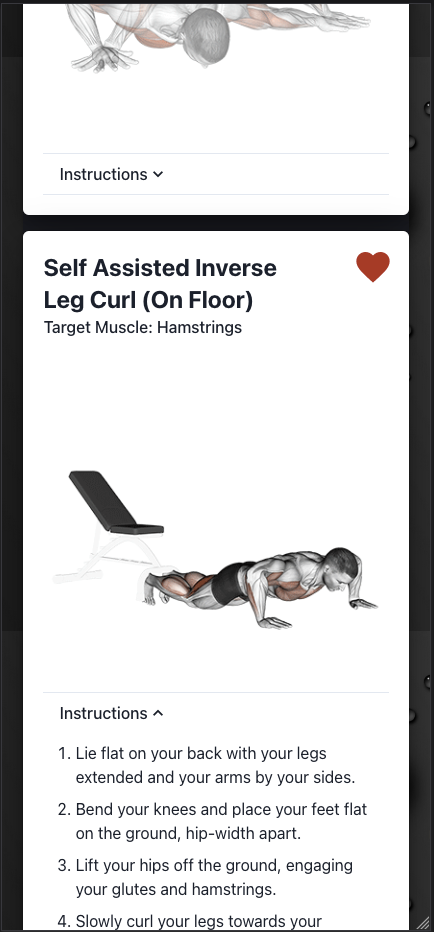 Instructions
Self Assisted Inverse
Leg Curl (On Floor)
Target Muscle: Hamstrings
Instructions
1. Lie flat on your back with your legs
extended and your arms by your sides.
2. Bend your knees and place your feet flat
on the ground, hip-width apart.
3. Lift your hips off the ground, engaging
your glutes and hamstrings.
4. Slowly curl your legs towards your